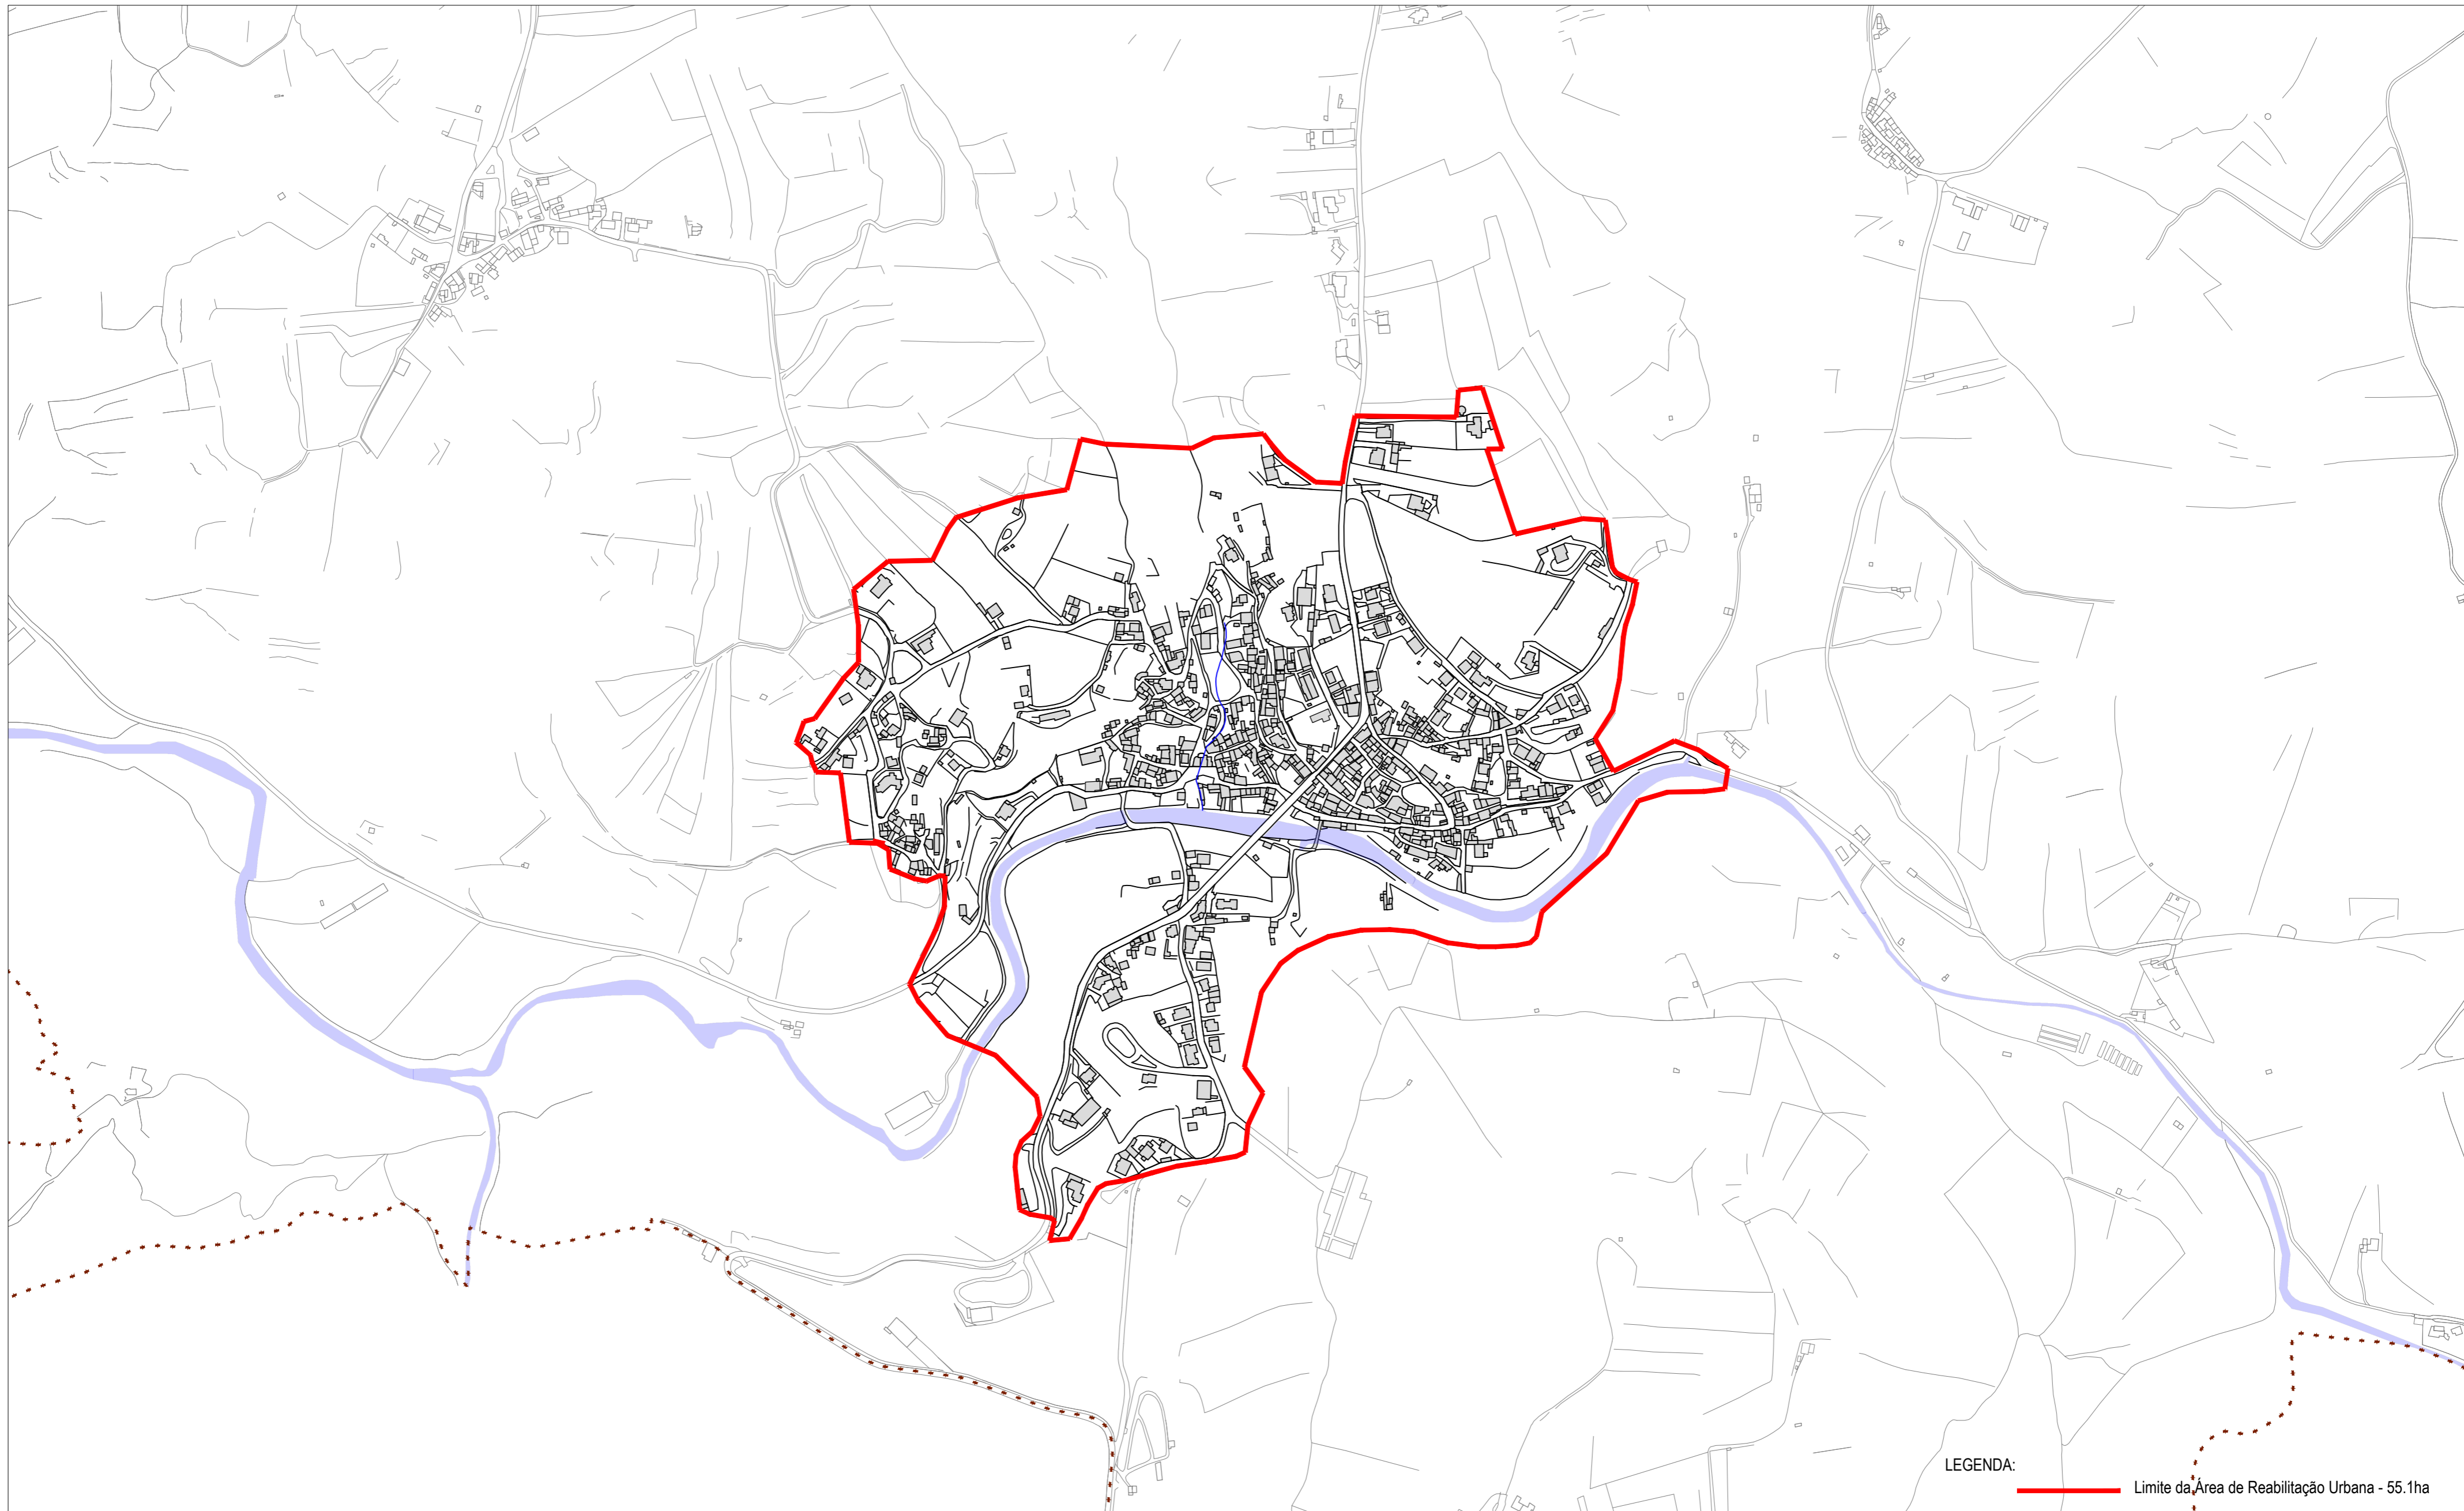 LEGENDA:
Limite da Área de Reabilitação Urbana - 55.1ha